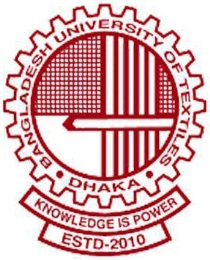 BANGLADESH UNIVERSITY OF TEXTILES
DHAKA
KNOWLEDGE IS POWER
ESTD-2010